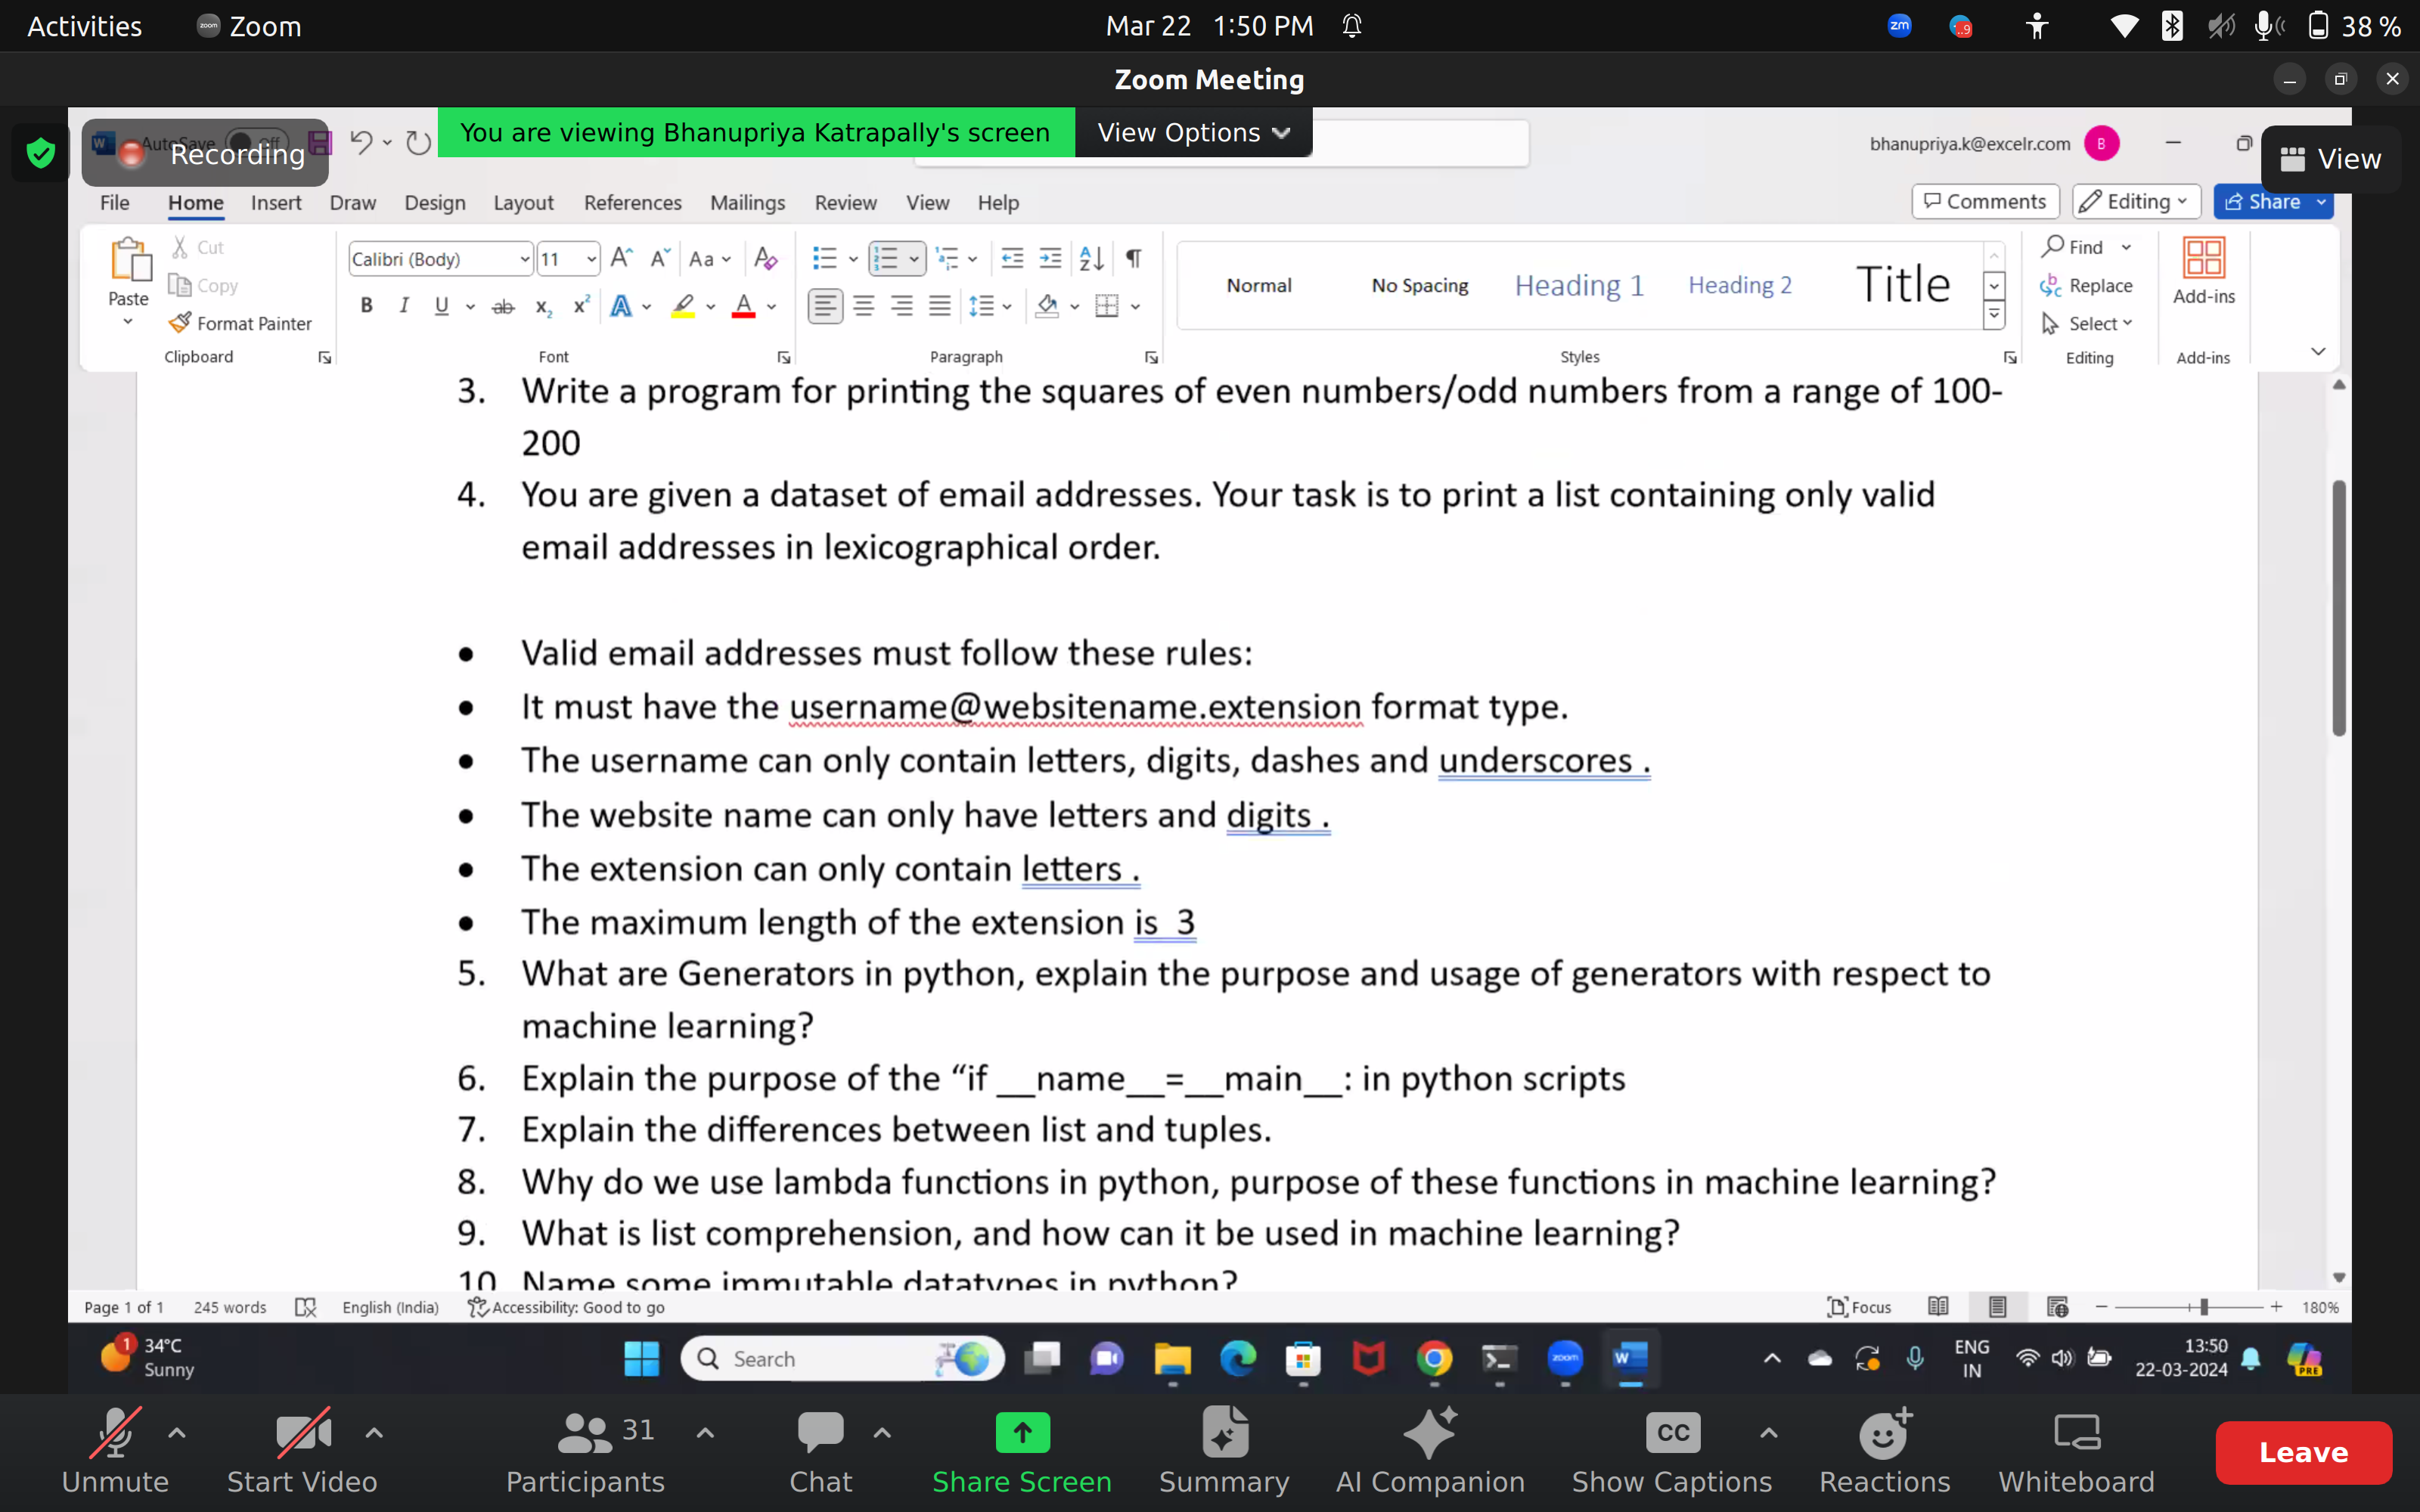 Activities Zoom Mar 22 1:50 PM 38 %
Zoom Meeting
AutoSave Off Recording You are viewing Bhanupriya Katrapally's screen View Options bhanupriya.k@excelr.com B View
File Home Insert Draw Design Layout References Mailings Review View Help Comments Editing Share
Paste Cut Copy Format Painter Clipboard
Calibri (Body) 11 Font
Paragraph
Normal No Spacing Heading 1 Heading 2 Title Styles
Find Replace Select Editing
Add-ins Add-ins
3. Write a program for printing the squares of even numbers/odd numbers from a range of 100-
200
4. You are given a dataset of email addresses. Your task is to print a list containing only valid
email addresses in lexicographical order.
• Valid email addresses must follow these rules:
• It must have the username@websitename.extension format type.
• The username can only contain letters, digits, dashes and underscores .
• The website name can only have letters and digits .
• The extension can only contain letters .
• The maximum length of the extension is  3
5. What are Generators in python, explain the purpose and usage of generators with respect to
machine learning?
6. Explain the purpose of the “if __name__=__main__: in python scripts
7. Explain the differences between list and tuples.
8. Why do we use lambda functions in python, purpose of these functions in machine learning?
9. What is list comprehension, and how can it be used in machine learning?
10. Name some immutable datatypes in python?
Page 1 of 1 245 words English (India) Accessibility: Good to go Focus 180%
1 34°C Search ENG 13:50
Sunny IN 22-03-2024 PRE
31 CC
Unmute Start Video Participants Chat Share Screen Summary AI Companion Show Captions Reactions Whiteboard Leave